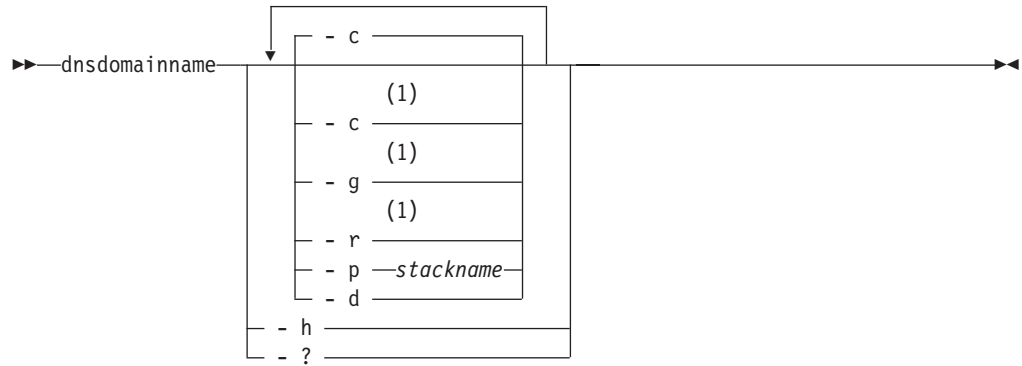 - c
dnsdomainname
(1)
- c
(1)
- g
(1)
- r
- p stackname
- d
- h
- ?